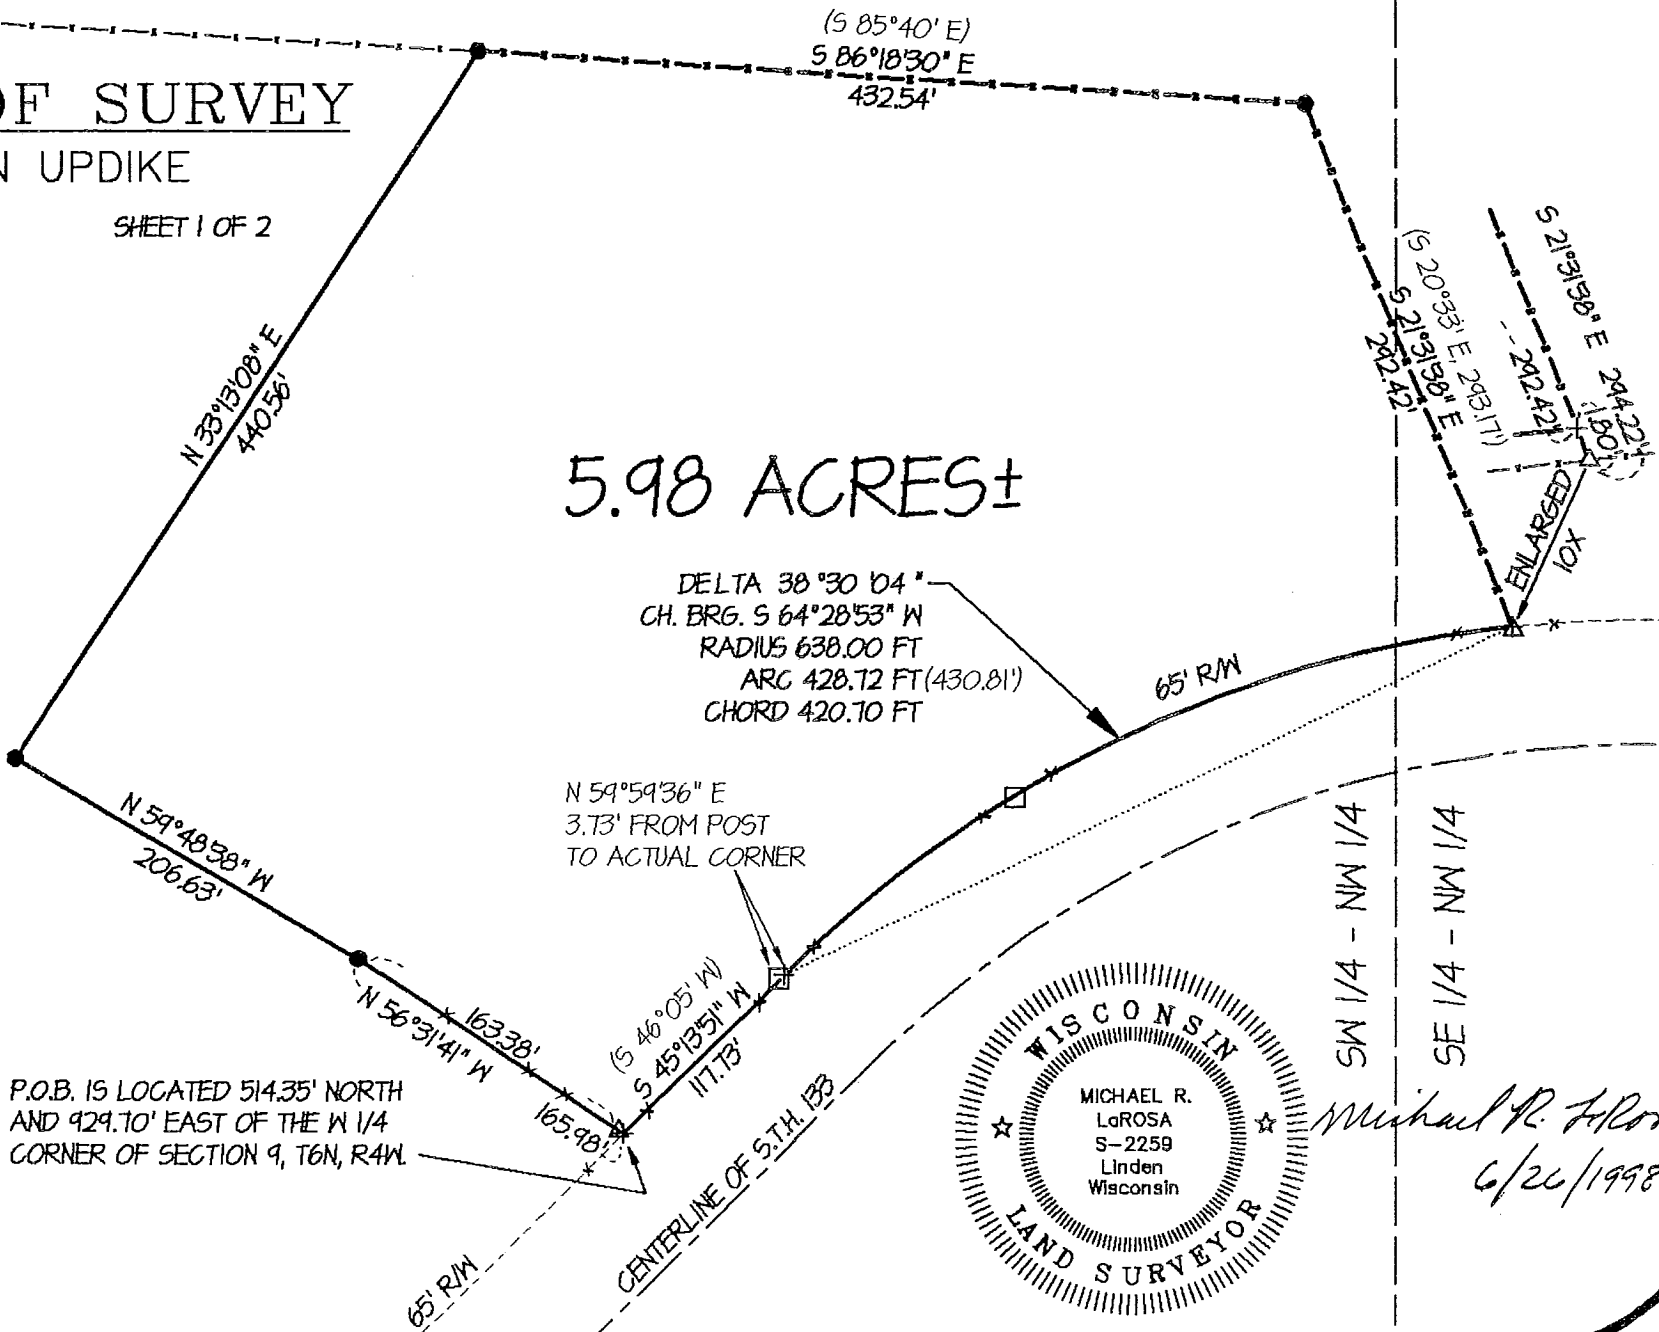 (S 85°40' E)
S 86°18'30" E
432.54'
OF SURVEY
N UPDIKE
SHEET 1 OF 2
N 33°13'08" E
440.56'
(S 20°33' E, 293.17')
S 21°31'38" E
292.42'
S 21°31'38" E 294.22'
292.42'
1.80'
ENLARGED
10X
5.98 ACRES±
DELTA 38°30'04"
CH. BRG. S 64°28'53" W
RADIUS 638.00 FT
ARC 428.72 FT(430.81')
CHORD 420.70 FT
65' R/W
N 59°59'36" E
3.73' FROM POST
TO ACTUAL CORNER
N 59°48'38" W
206.63'
N 56°31'41" W
163.38'
165.98'
(S 46°05' W)
S 45°13'51" W
117.73'
P.O.B. IS LOCATED 514.35' NORTH
AND 929.70' EAST OF THE W 1/4
CORNER OF SECTION 9, T6N, R4W.
65' R/W
CENTERLINE OF S.T.H. 133
SW 1/4 - NW 1/4
SE 1/4 - NW 1/4
WISCONSIN
MICHAEL R.
LaROSA
S-2259
Linden
Wisconsin
LAND SURVEYOR
Michael R. LaRos
6/26/1998